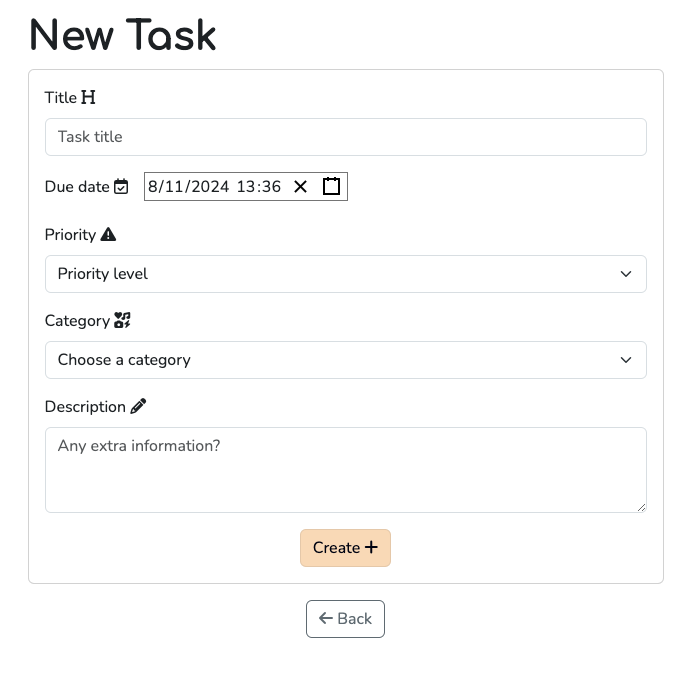 New Task
Title
Task title
Due date 8/11/2024 13:36
Priority
Priority level
Category
Choose a category
Description
Any extra information?
Create +
← Back